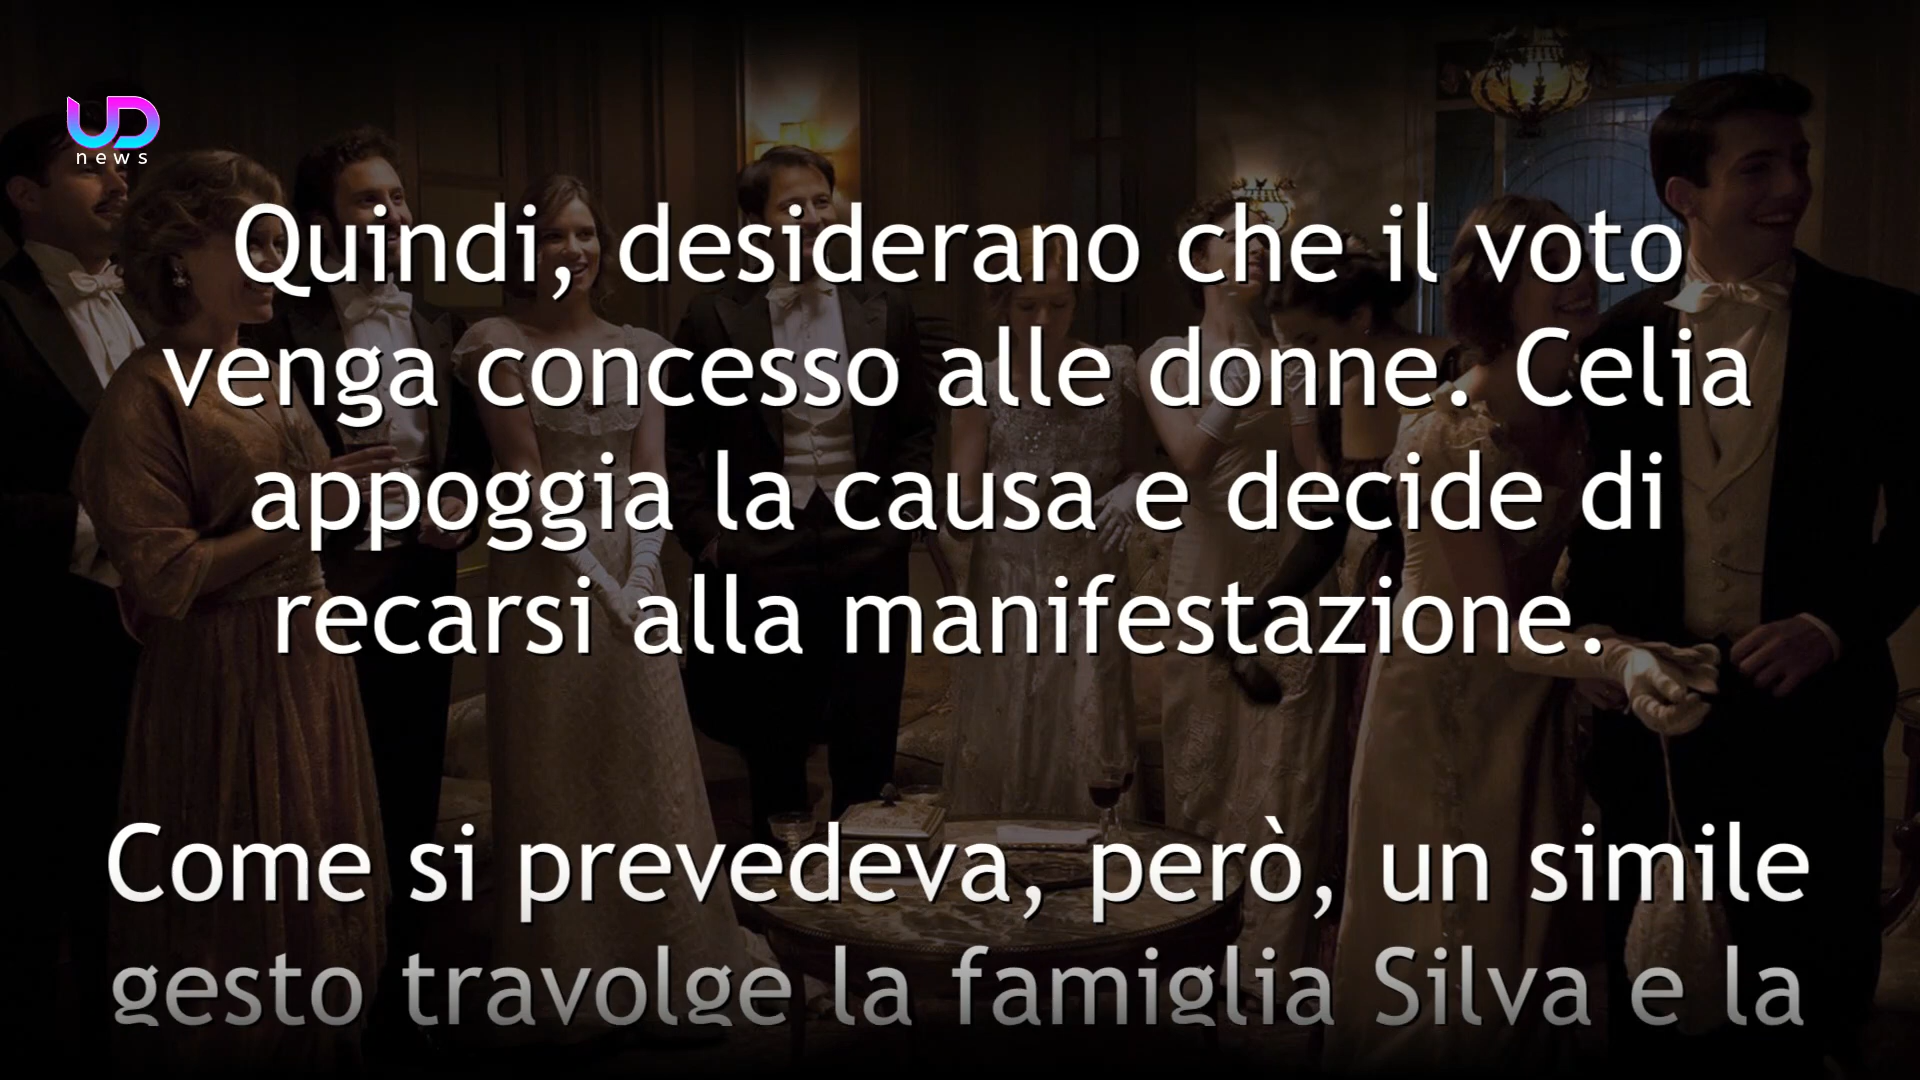 UD
news
Quindi, desiderano che il voto
venga concesso alle donne. Celia
appoggia la causa e decide di
recarsi alla manifestazione.
Come si prevedeva, però, un simile
gesto travolge la famiglia Silva e la